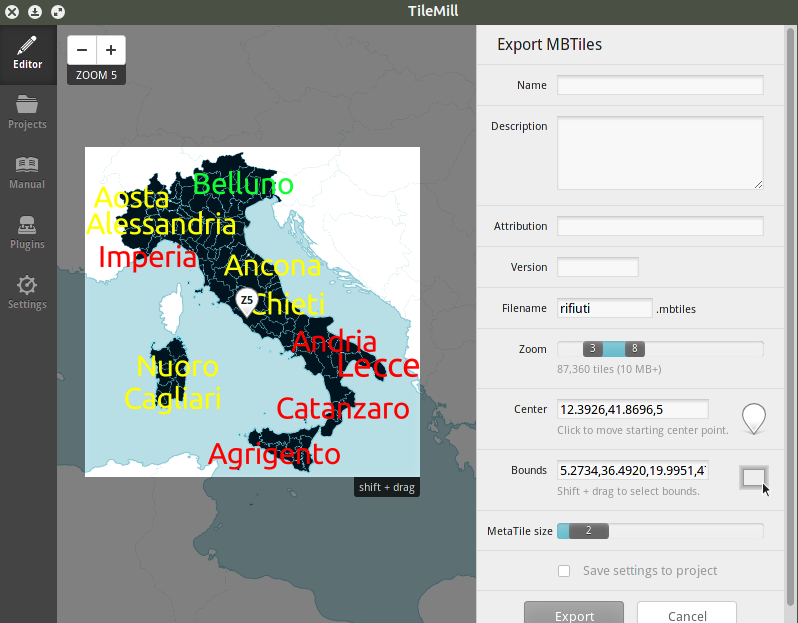 TileMill
Editor
Projects
Manual
Plugins
Settings
− +
ZOOM 5
Belluno
Aosta
Alessandria
Imperia
Ancona
Z5
Chieti
Andria
Lecce
Nuoro
Cagliari
Catanzaro
Agrigento
shift + drag
Export MBTiles
Name
Description
Attribution
Version
Filename rifiuti .mbtiles
Zoom 3 8
87,360 tiles (10 MB+)
Center 12.3926,41.8696,5
Click to move starting center point.
Bounds 5.2734,36.4920,19.9951,4
Shift + drag to select bounds.
MetaTile size 2
Save settings to project
Export Cancel